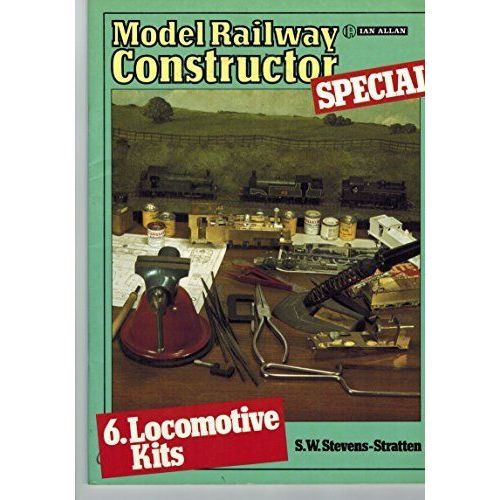 Model Railway
Constructor
IAN ALLAN
SPECIAL
6. Locomotive
Kits
S.W. Stevens-Stratten